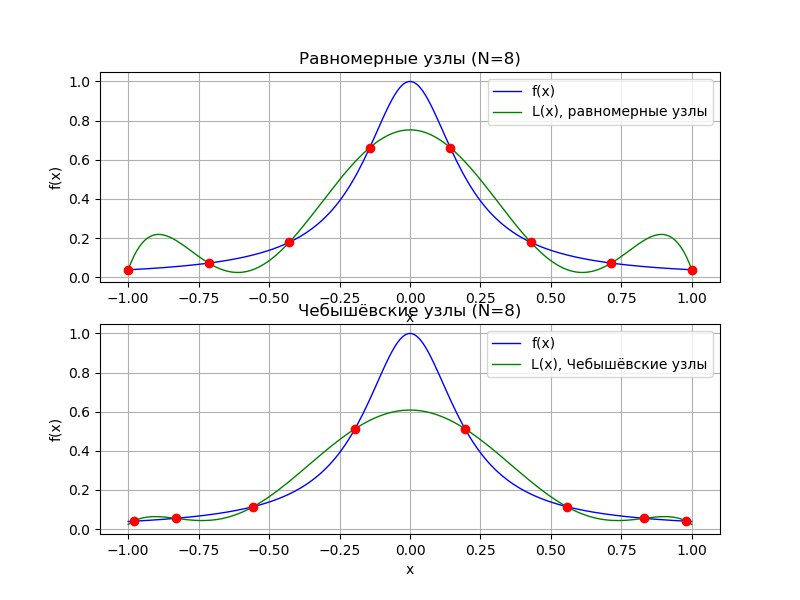 Равномерные узлы (N=8)
f(x)
L(x), равномерные узлы
f(x)
1.0
0.8
0.6
0.4
0.2
0.0
−1.00 −0.75 −0.50 −0.25 0.00 0.25 0.50 0.75 1.00
x
Чебышёвские узлы (N=8)
f(x)
L(x), Чебышёвские узлы
f(x)
1.0
0.8
0.6
0.4
0.2
0.0
−1.00 −0.75 −0.50 −0.25 0.00 0.25 0.50 0.75 1.00
x